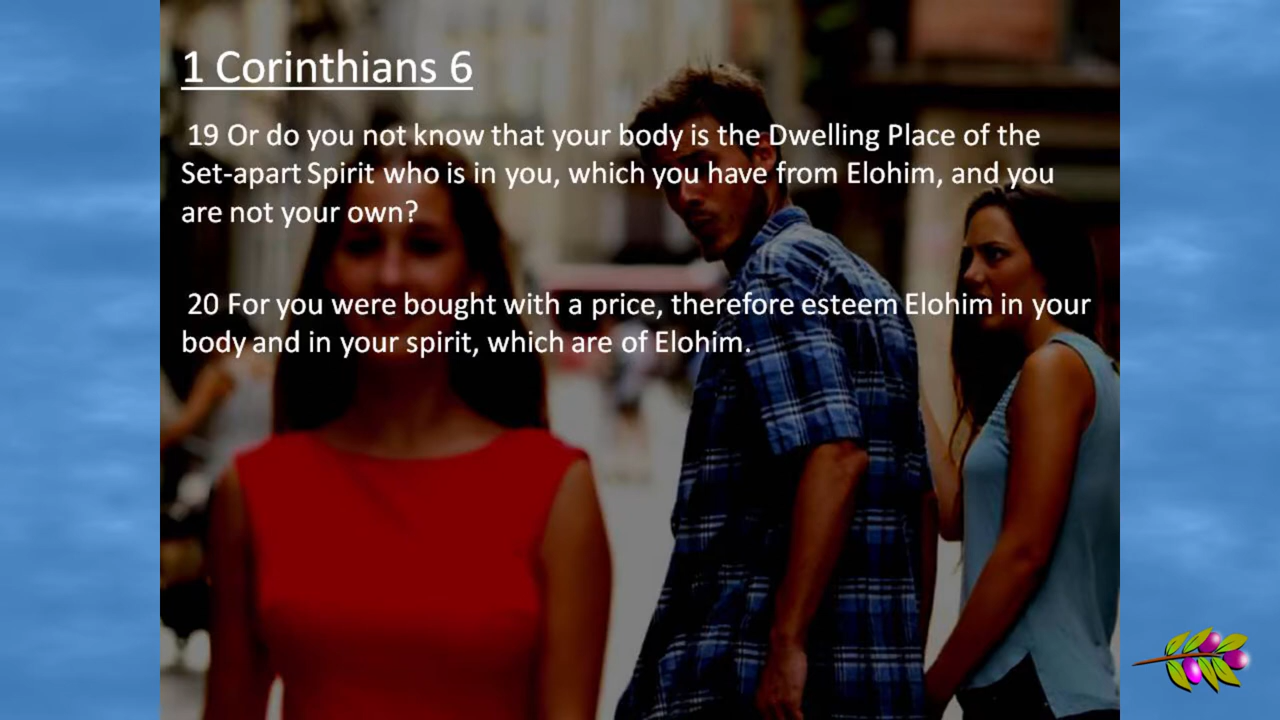 1 Corinthians 6
19 Or do you not know that your body is the Dwelling Place of the
Set-apart Spirit who is in you, which you have from Elohim, and you
are not your own?
20 For you were bought with a price, therefore esteem Elohim in your
body and in your spirit, which are of Elohim.